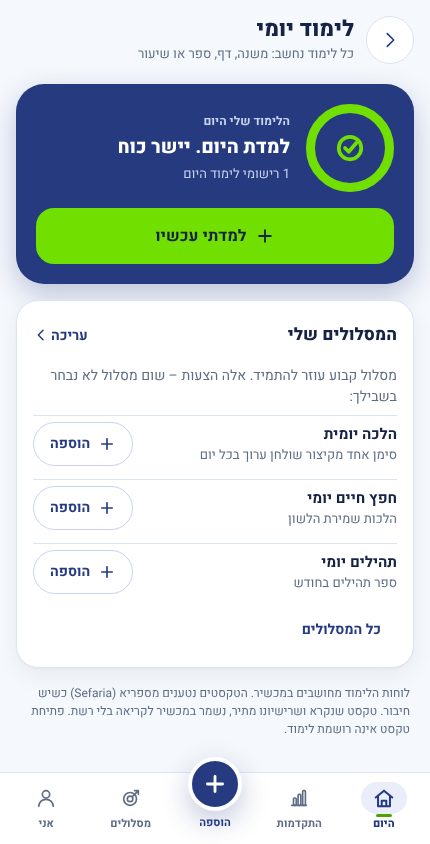 לימוד יומי
כל לימוד נחשב: משנה, דף, ספר או שיעור
הלימוד שלי היום
למדת היום. יישר כוח
1 רישומי לימוד היום
למדתי עכשיו
המסלולים שלי
עריכה
מסלול קבוע עוזר להתמיד. אלה הצעות – שום מסלול לא נבחר
בשבילך:
הלכה יומית
סימן אחד מקיצור שולחן ערוך בכל יום
הוספה
חפץ חיים יומי
הלכות שמירת הלשון
הוספה
תהילים יומי
ספר תהילים בחודש
הוספה
כל המסלולים
לוחות הלימוד מחושבים במכשיר. הטקסטים נטענים מספריא (Sefaria) כשיש
חיבור. טקסט שנקרא ושרישיונו מתיר, נשמר במכשיר לקריאה בלי רשת. פתיחת
טקסט אינה רושמת לימוד.
היום
התקדמות
הוספה
מסלולים
אני